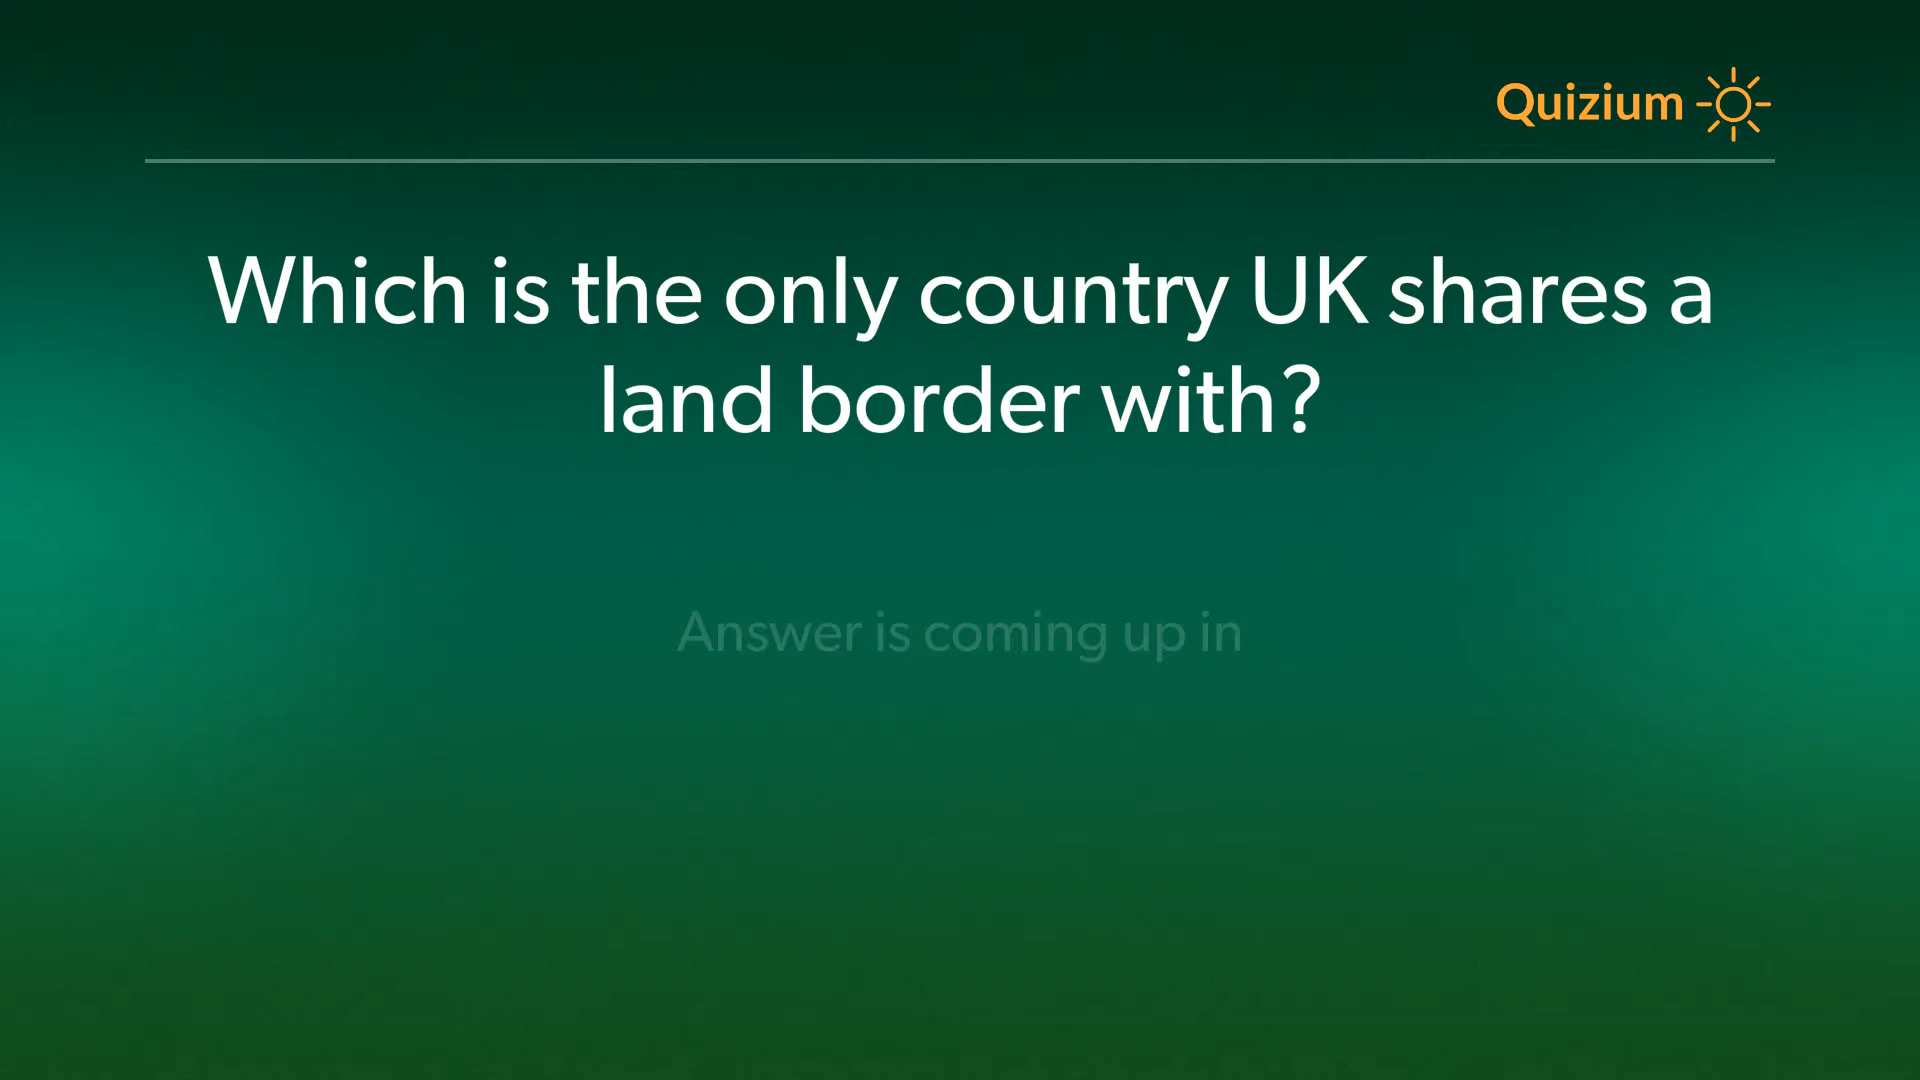 Quizium
Which is the only country UK shares a
land border with?
Answer is coming up in